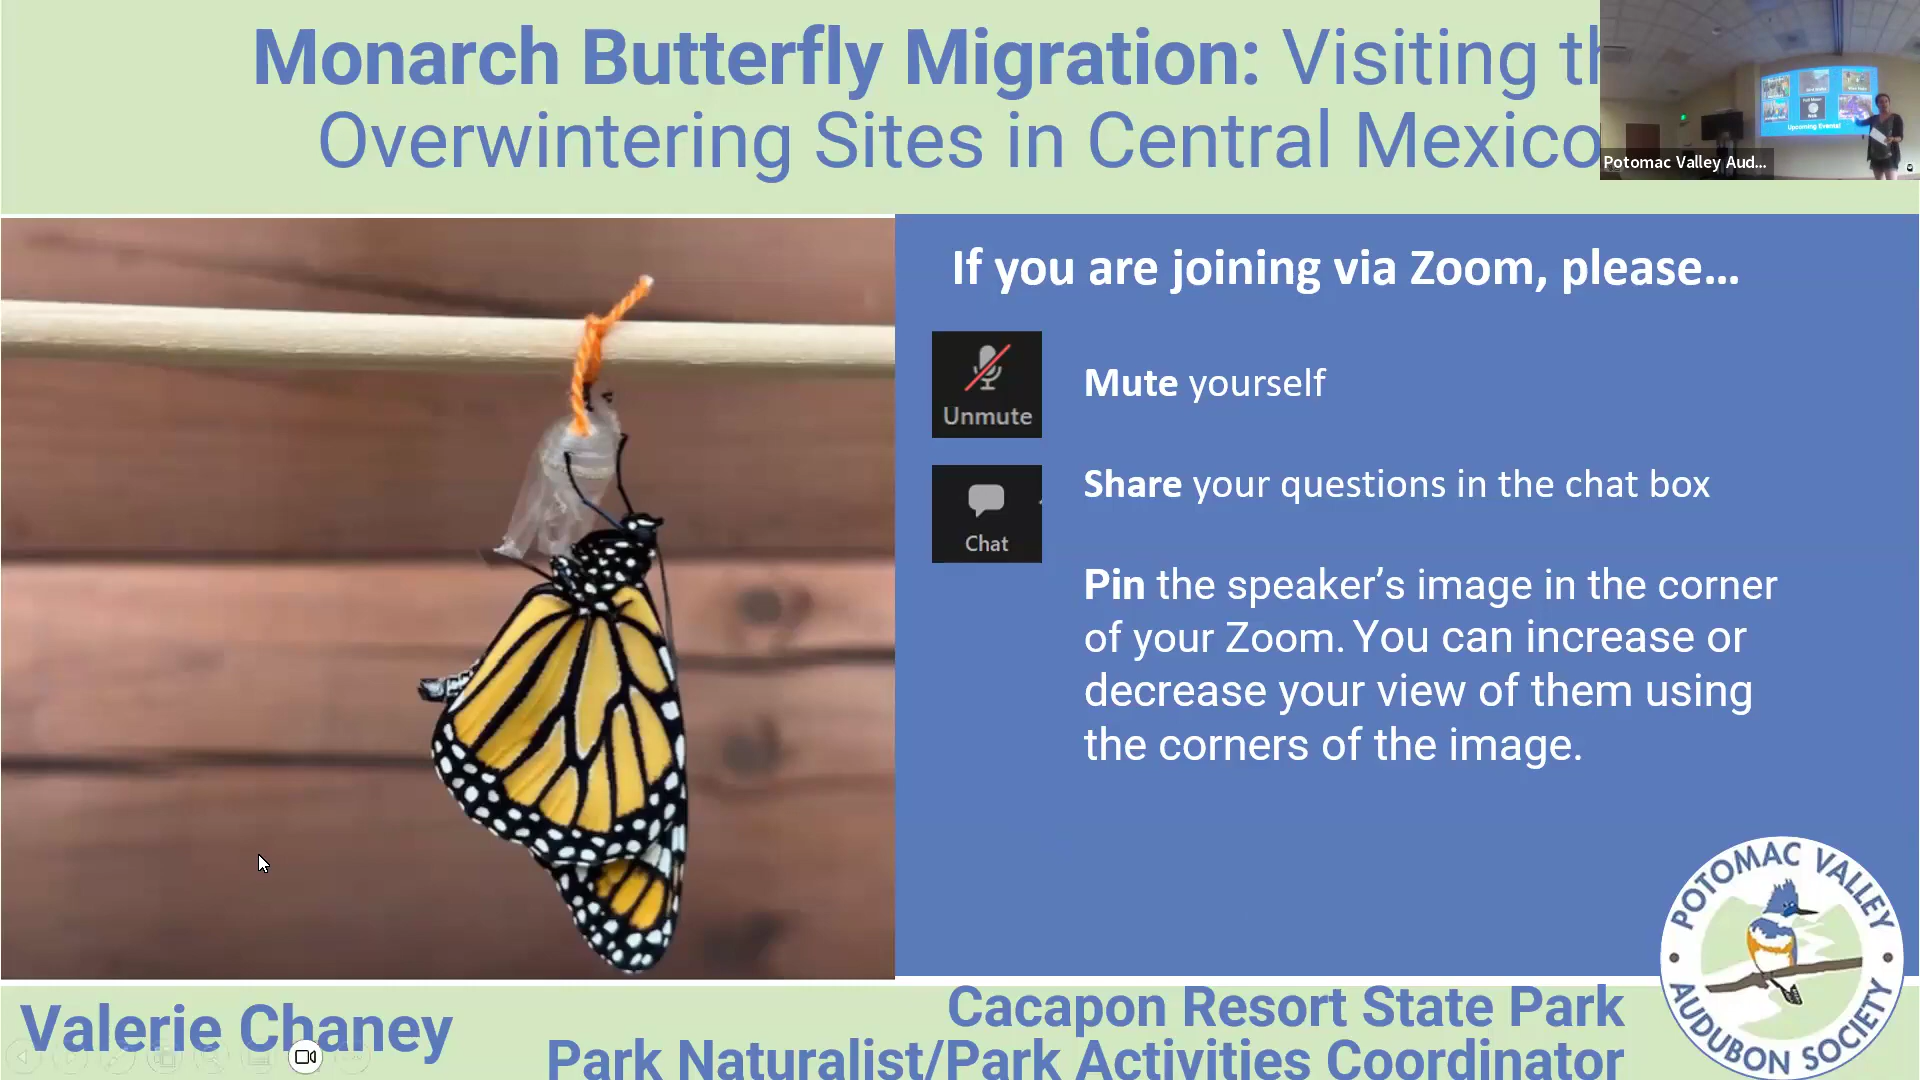 Monarch Butterfly Migration: Visiting th
Overwintering Sites in Central Mexico
Potomac Valley Aud...
Upcoming Events!
If you are joining via Zoom, please...
Unmute
Mute yourself
Chat
Share your questions in the chat box
Pin the speaker’s image in the corner
of your Zoom. You can increase or
decrease your view of them using
the corners of the image.
POTOMAC VALLEY
AUDUBON SOCIETY
Valerie Chaney
Cacapon Resort State Park
Park Naturalist/Park Activities Coordinator